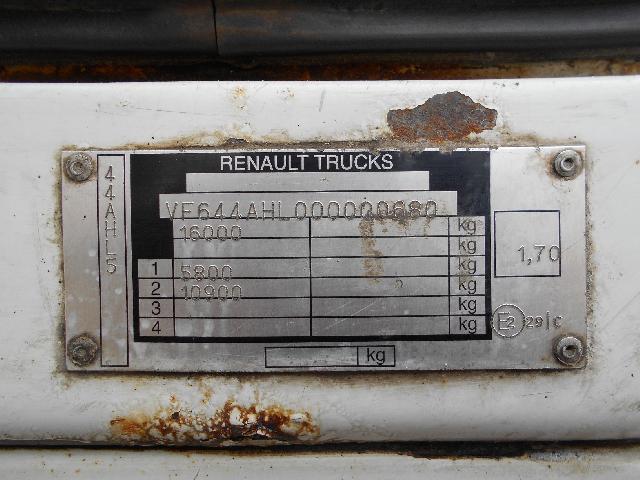 RENAULT TRUCKS
44AHL5
VF644AHL000000680
16000 kg
kg
1 5800 kg
2 10900 kg
3 kg
4 kg
kg
1,70
E2 29|C